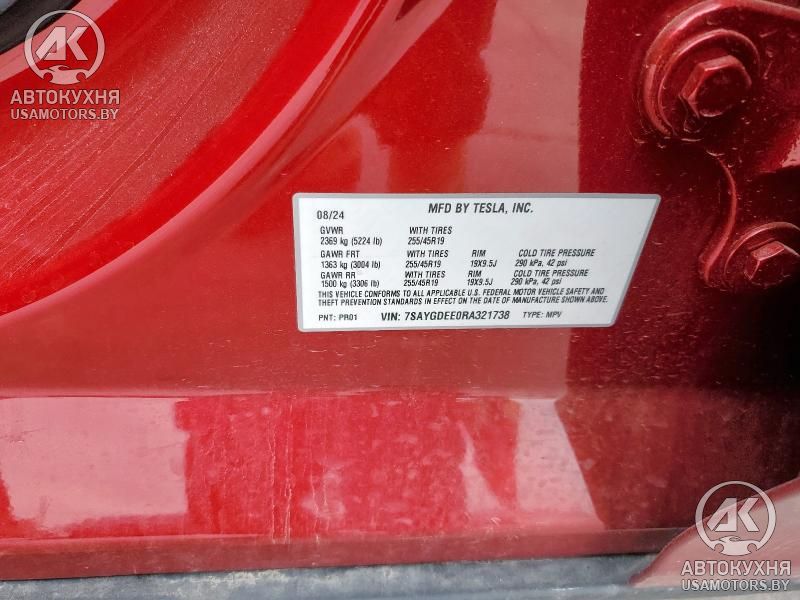 AK
АВТОКУХНЯ
USAMOTORS.BY
08/24 MFD BY TESLA, INC.
GVWR WITH TIRES
2369 kg (5224 lb) 255/45R19
GAWR FRT WITH TIRES RIM COLD TIRE PRESSURE
1363 kg (3004 lb) 255/45R19 19X9.5J 290 kPa, 42 psi
GAWR RR WITH TIRES RIM COLD TIRE PRESSURE
1500 kg (3306 lb) 255/45R19 19X9.5J 290 kPa, 42 psi
THIS VEHICLE CONFORMS TO ALL APPLICABLE U.S. FEDERAL MOTOR VEHICLE SAFETY AND
THEFT PREVENTION STANDARDS IN EFFECT ON THE DATE OF MANUFACTURE SHOWN ABOVE.
PNT: PR01 VIN: 7SAYGDEE0RA321738 TYPE: MPV
AK
АВТОКУХНЯ
USAMOTORS.BY